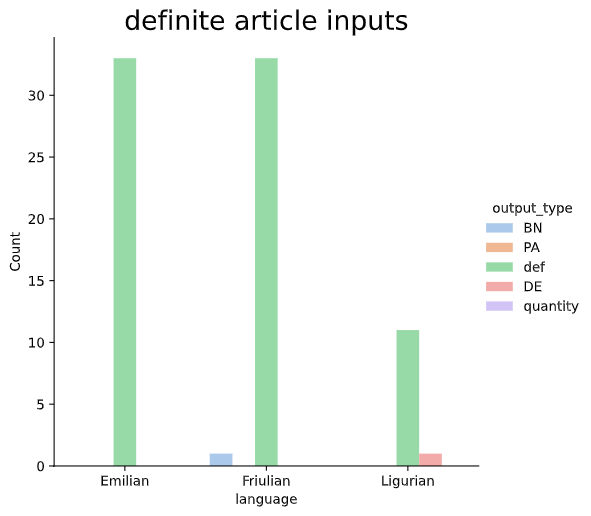 definite article inputs
30
25
20
15
10
5
0
Count
Emilian
Friulian
Ligurian
language
output_type
BN
PA
def
DE
quantity